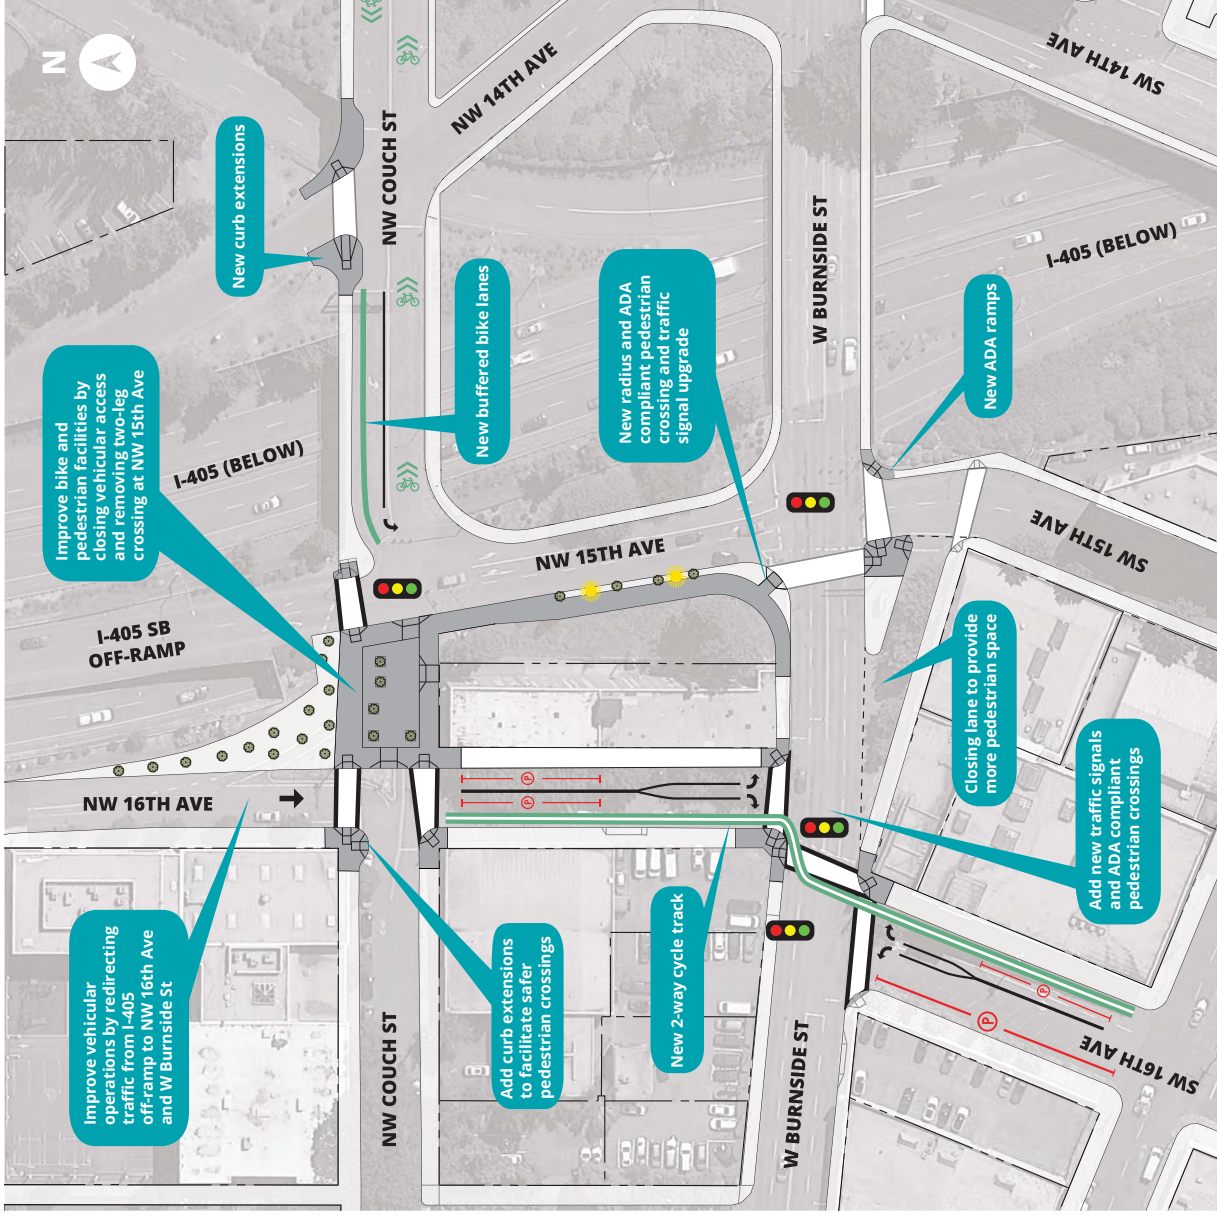 N
New curb extensions
NW COUCH ST
NW 14TH AVE
SW 14TH AVE
Improve bike and
pedestrian facilities by
closing vehicular access
and removing two-leg
crossing at NW 15th Ave
I-405 (BELOW)
New buffered bike lanes
New radius and ADA
compliant pedestrian
crossing and traffic
signal upgrade
W BURNSIDE ST
I-405 (BELOW)
New ADA ramps
I-405 SB
OFF-RAMP
NW 15TH AVE
SW 15TH AVE
NW 16TH AVE
P
P
Closing lane to provide
more pedestrian space
Add new traffic signals
and ADA compliant
pedestrian crossings
Improve vehicular
operations by redirecting
traffic from I-405
off-ramp to NW 16th Ave
and W Burnside St
NW COUCH ST
Add curb extensions
to facilitate safer
pedestrian crossings
New 2-way cycle track
W BURNSIDE ST
P
P
SW 16TH AVE